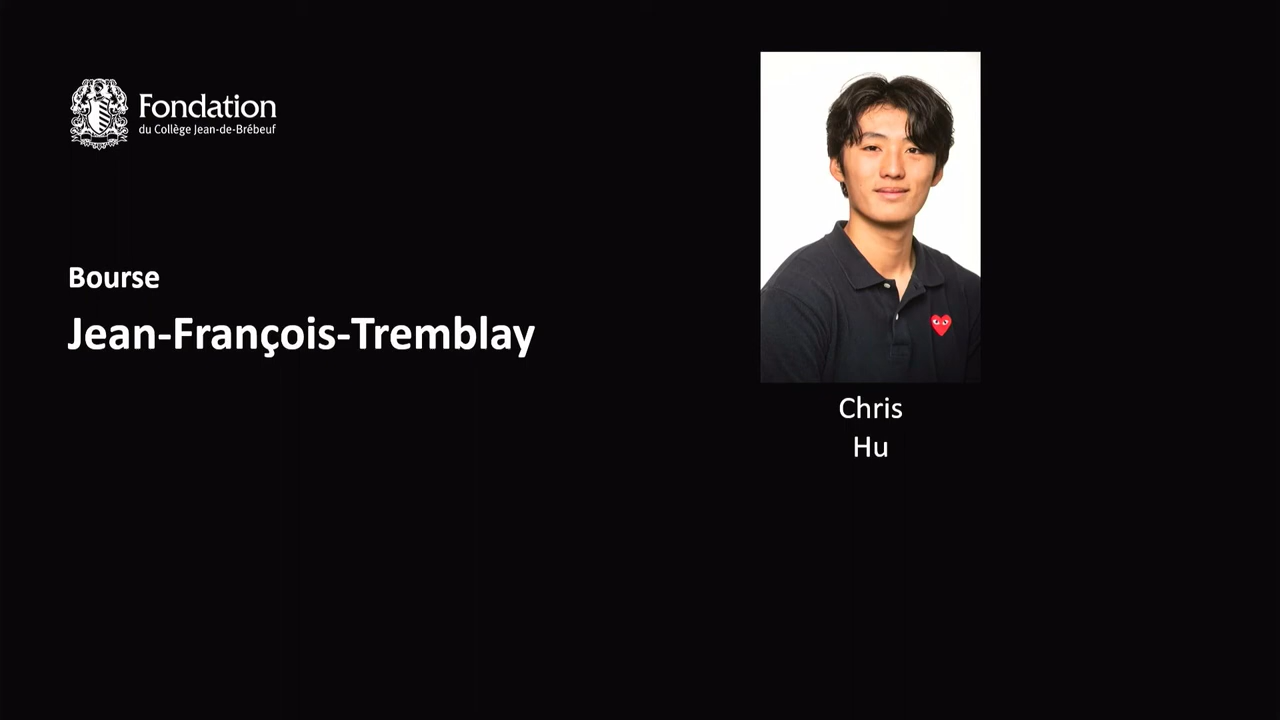 Fondation
du Collège Jean-de-Brébeuf
Bourse
Jean-François-Tremblay
Chris
Hu